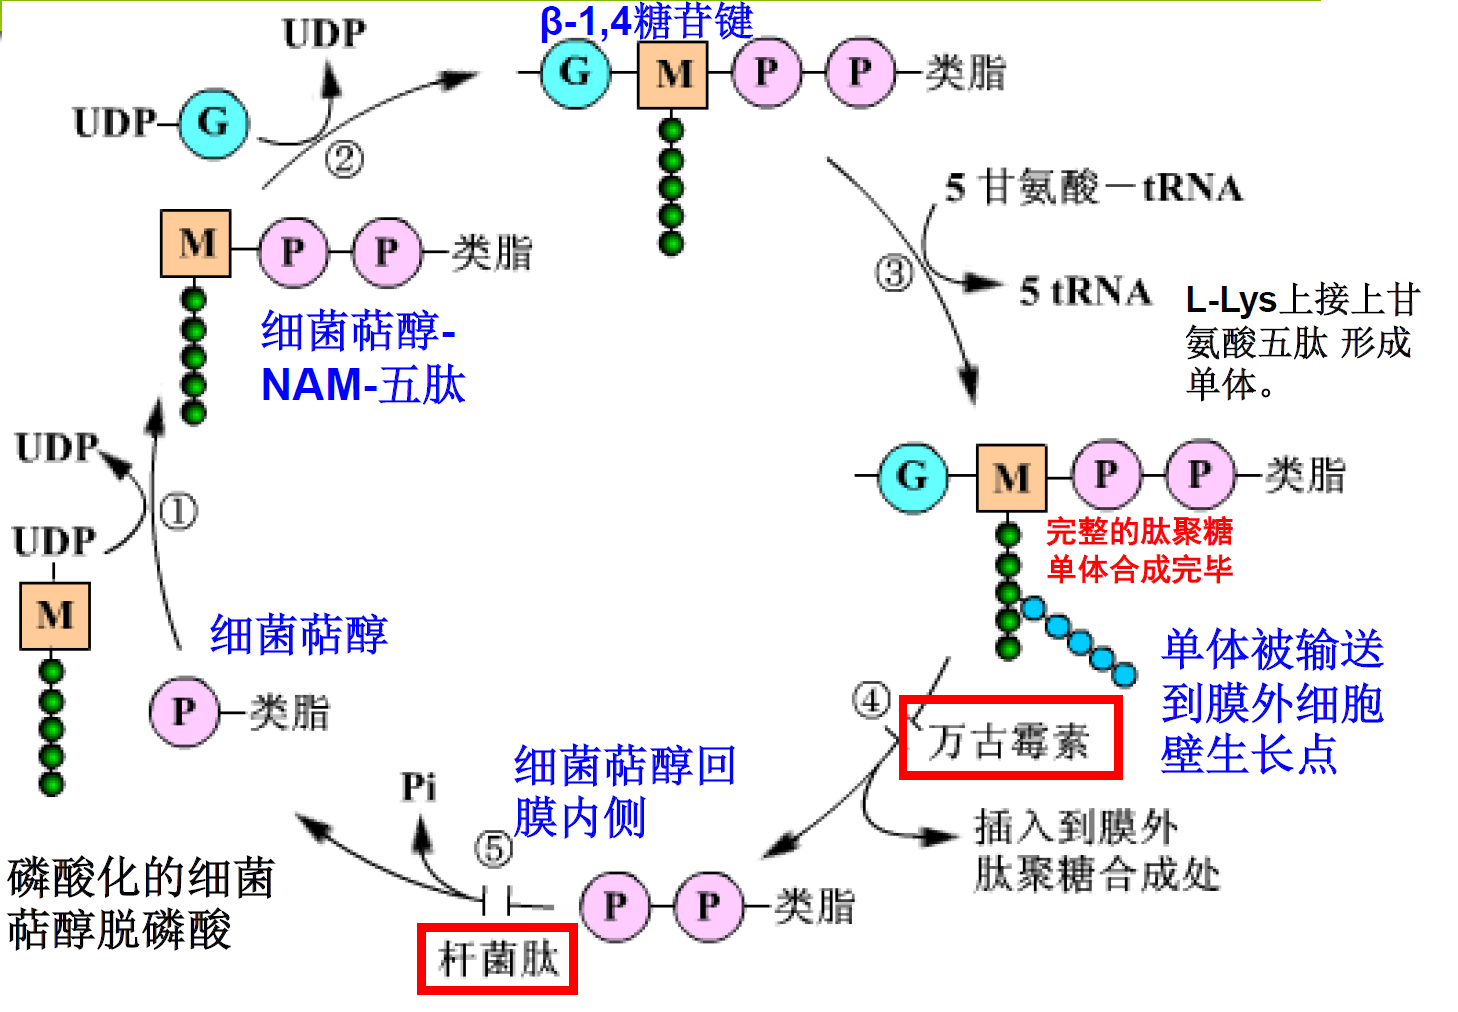 β-1,4糖苷键
UDP
G M P P 类脂
UDP G
②
5 甘氨酸－tRNA
M P P 类脂
③
5 tRNA
L-Lys上接上甘
氨酸五肽 形成
单体。
细菌萜醇-
NAM-五肽
UDP
①
UDP
G M P P 类脂
完整的肽聚糖
单体合成完毕
M
细菌萜醇
P 类脂
单体被输送
到膜外细胞
壁生长点
④
万古霉素
细菌萜醇回
膜内侧
Pi
⑤
插入到膜外
肽聚糖合成处
磷酸化的细菌
萜醇脱磷酸
P P 类脂
杆菌肽